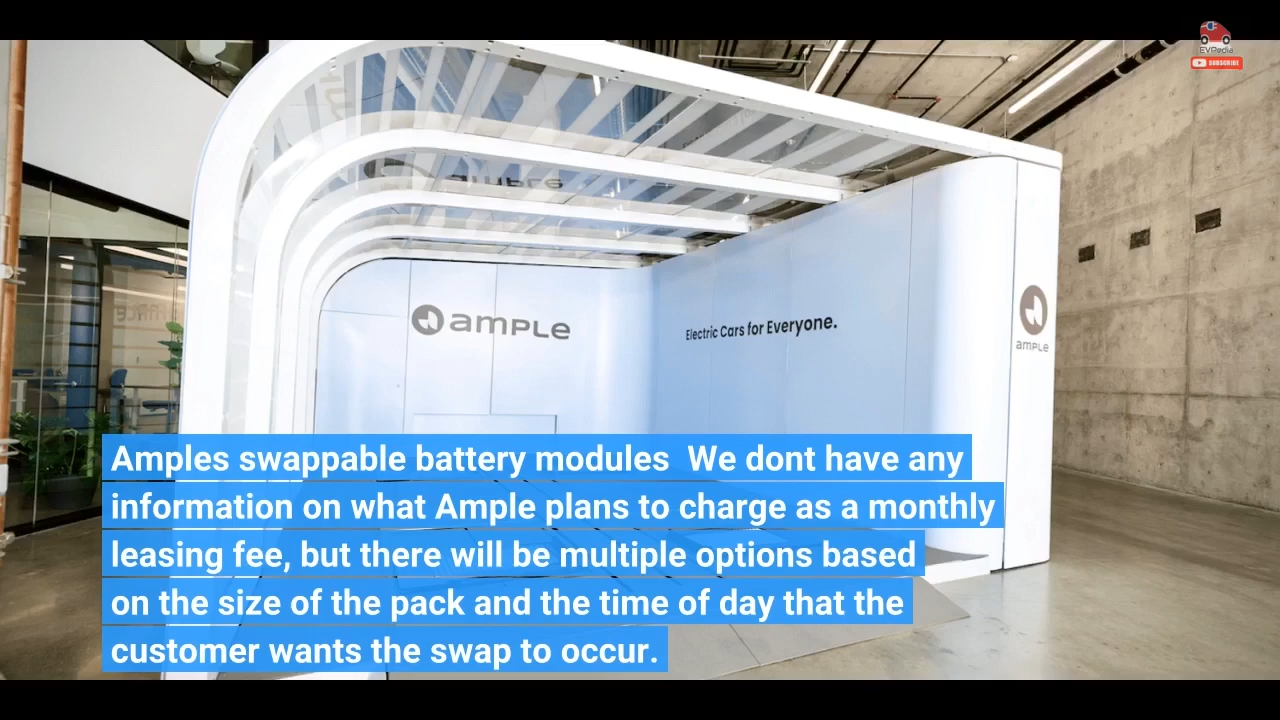 EVPedia
SUBSCRIBE
AMPLE
Electric Cars for Everyone.
AMPLE
Amples swappable battery modules  We dont have any
information on what Ample plans to charge as a monthly
leasing fee, but there will be multiple options based
on the size of the pack and the time of day that the
customer wants the swap to occur.